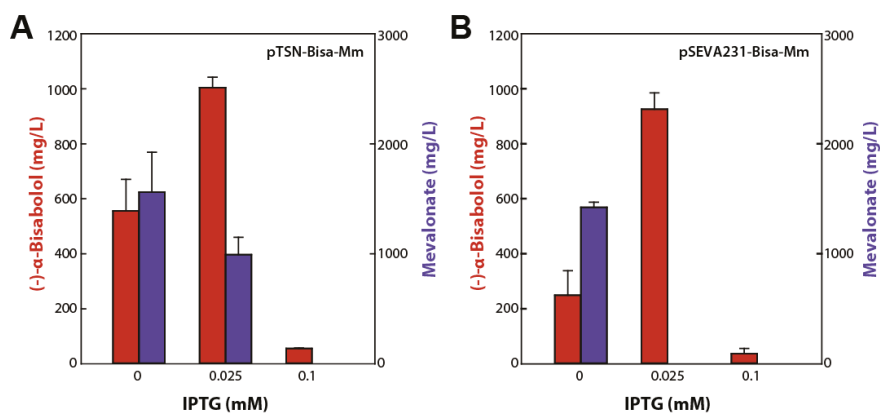 A
pTSN-Bisa-Mm
(-)-α-Bisabolol (mg/L)
1200
1000
800
600
400
200
0
3000
2000
1000
0
Mevalonate (mg/L)
0 0.025 0.1
IPTG (mM)
B
pSEVA231-Bisa-Mm
(-)-α-Bisabolol (mg/L)
1200
1000
800
600
400
200
0
3000
2000
1000
0
Mevalonate (mg/L)
0 0.025 0.1
IPTG (mM)